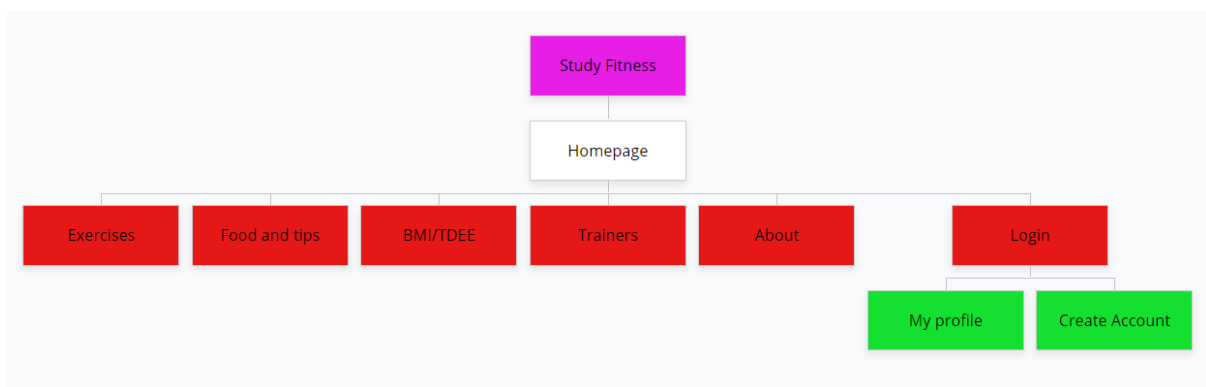 Study Fitness
Homepage
Exercises
Food and tips
BMI/TDEE
Trainers
About
Login
My profile
Create Account